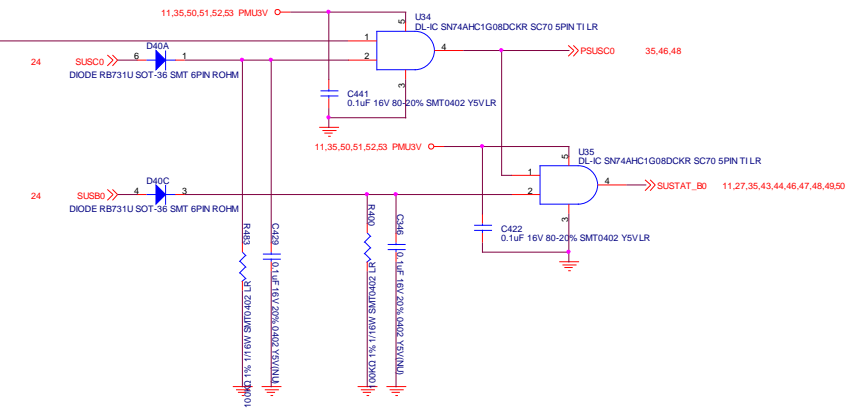 11,35,50,51,52,53 PMU3V
U34
DL-IC SN74AHC1G08DCKR SC70 5PIN TI LR
5
1
2
4
3
PSUSC0 35,46,48
24 SUSC0 6 D40A 1
DIODE RB731U SOT-36 SMT 6PIN ROHM
C441
0.1uF 16V 80-20% SMT0402 Y5V LR
11,35,50,51,52,53 PMU3V
U35
DL-IC SN74AHC1G08DCKR SC70 5PIN TI LR
5
1
2
4
3
SUSTAT_B0 11,27,35,43,44,46,47,48,49,50
24 SUSB0 4 D40C 3
DIODE RB731U SOT-36 SMT 6PIN ROHM
C422
0.1uF 16V 80-20% SMT0402 Y5V LR
R483
100KΩ 1% 1/16W SMT0402 LR
C429
0.1uF 16V 20% 0402 Y5V(NU)
R400
100KΩ 1% 1/16W SMT0402 LR
C346
0.1uF 16V 20% 0402 Y5V(NU)